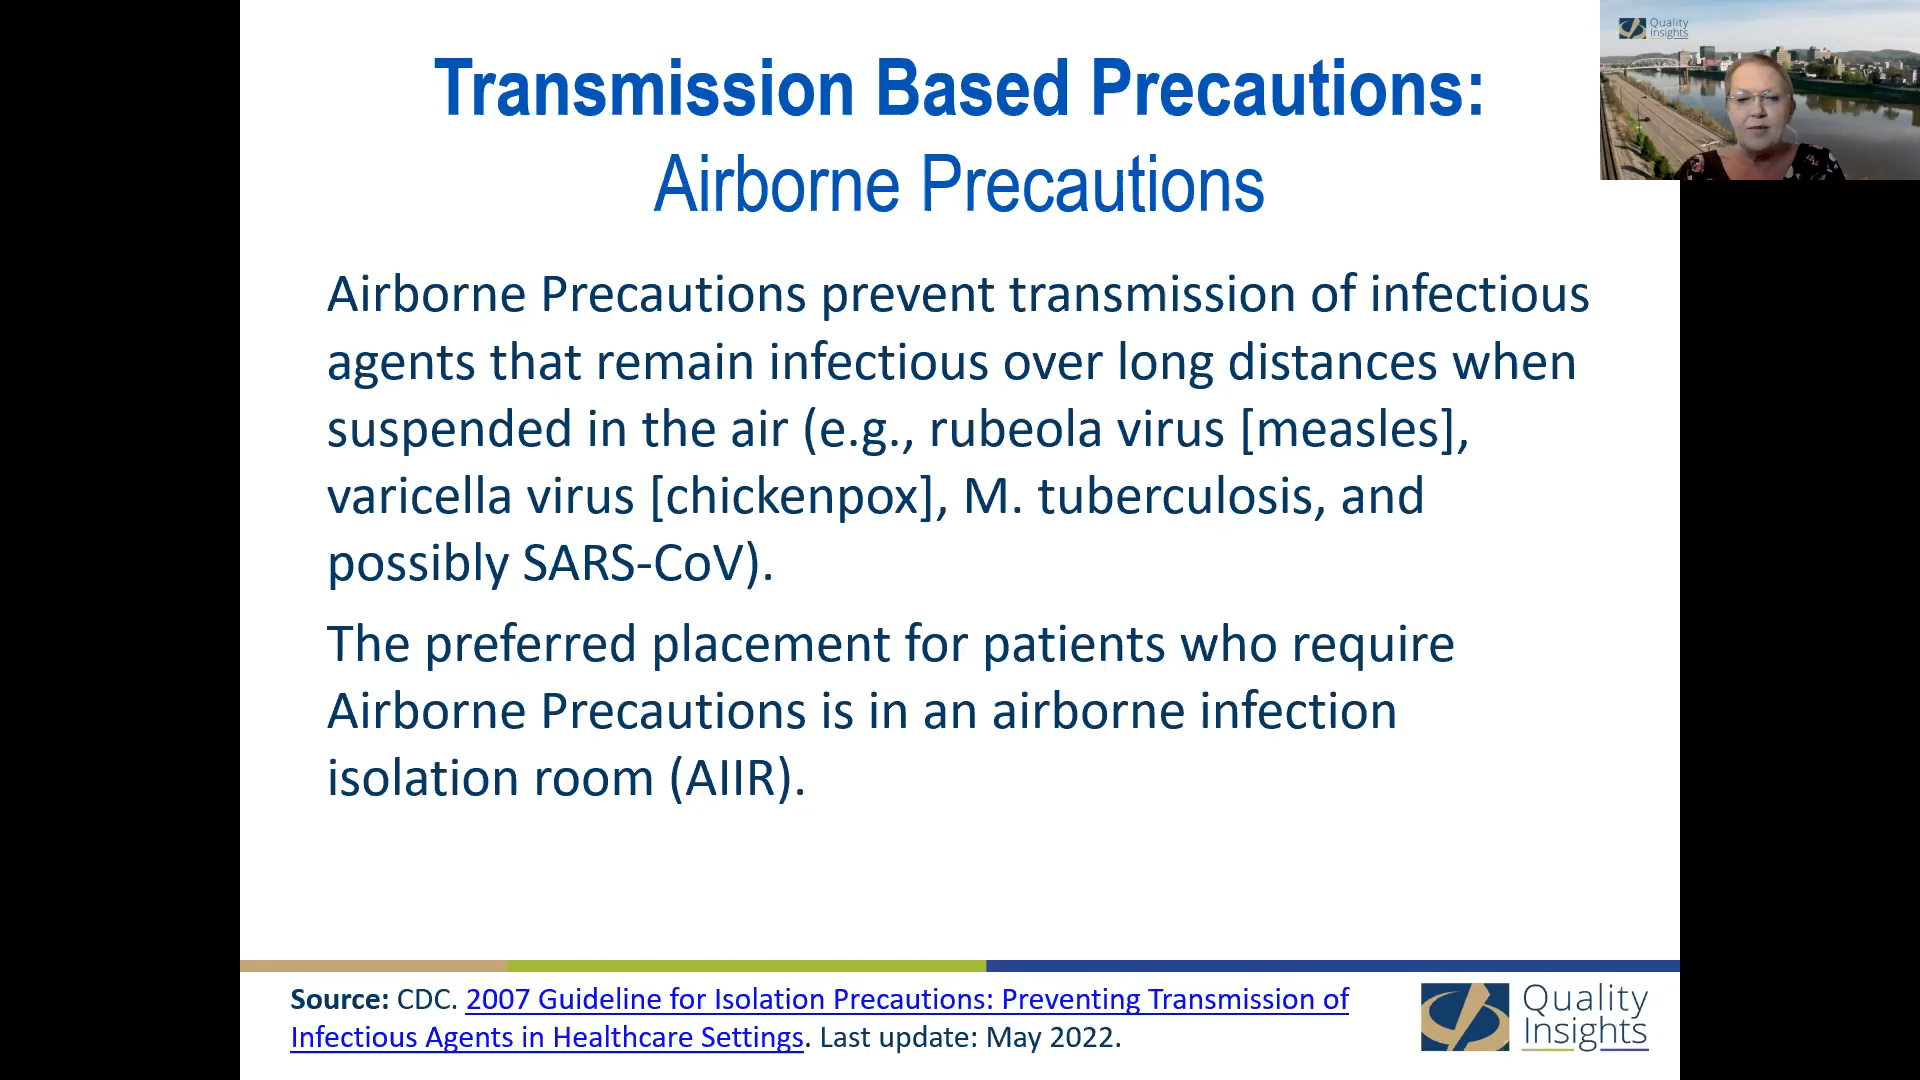 Transmission Based Precautions:
Airborne Precautions
Quality
Insights
Airborne Precautions prevent transmission of infectious
agents that remain infectious over long distances when
suspended in the air (e.g., rubeola virus [measles],
varicella virus [chickenpox], M. tuberculosis, and
possibly SARS-CoV).
The preferred placement for patients who require
Airborne Precautions is in an airborne infection
isolation room (AIIR).
Source: CDC. 2007 Guideline for Isolation Precautions: Preventing Transmission of
Infectious Agents in Healthcare Settings. Last update: May 2022.
Quality
Insights